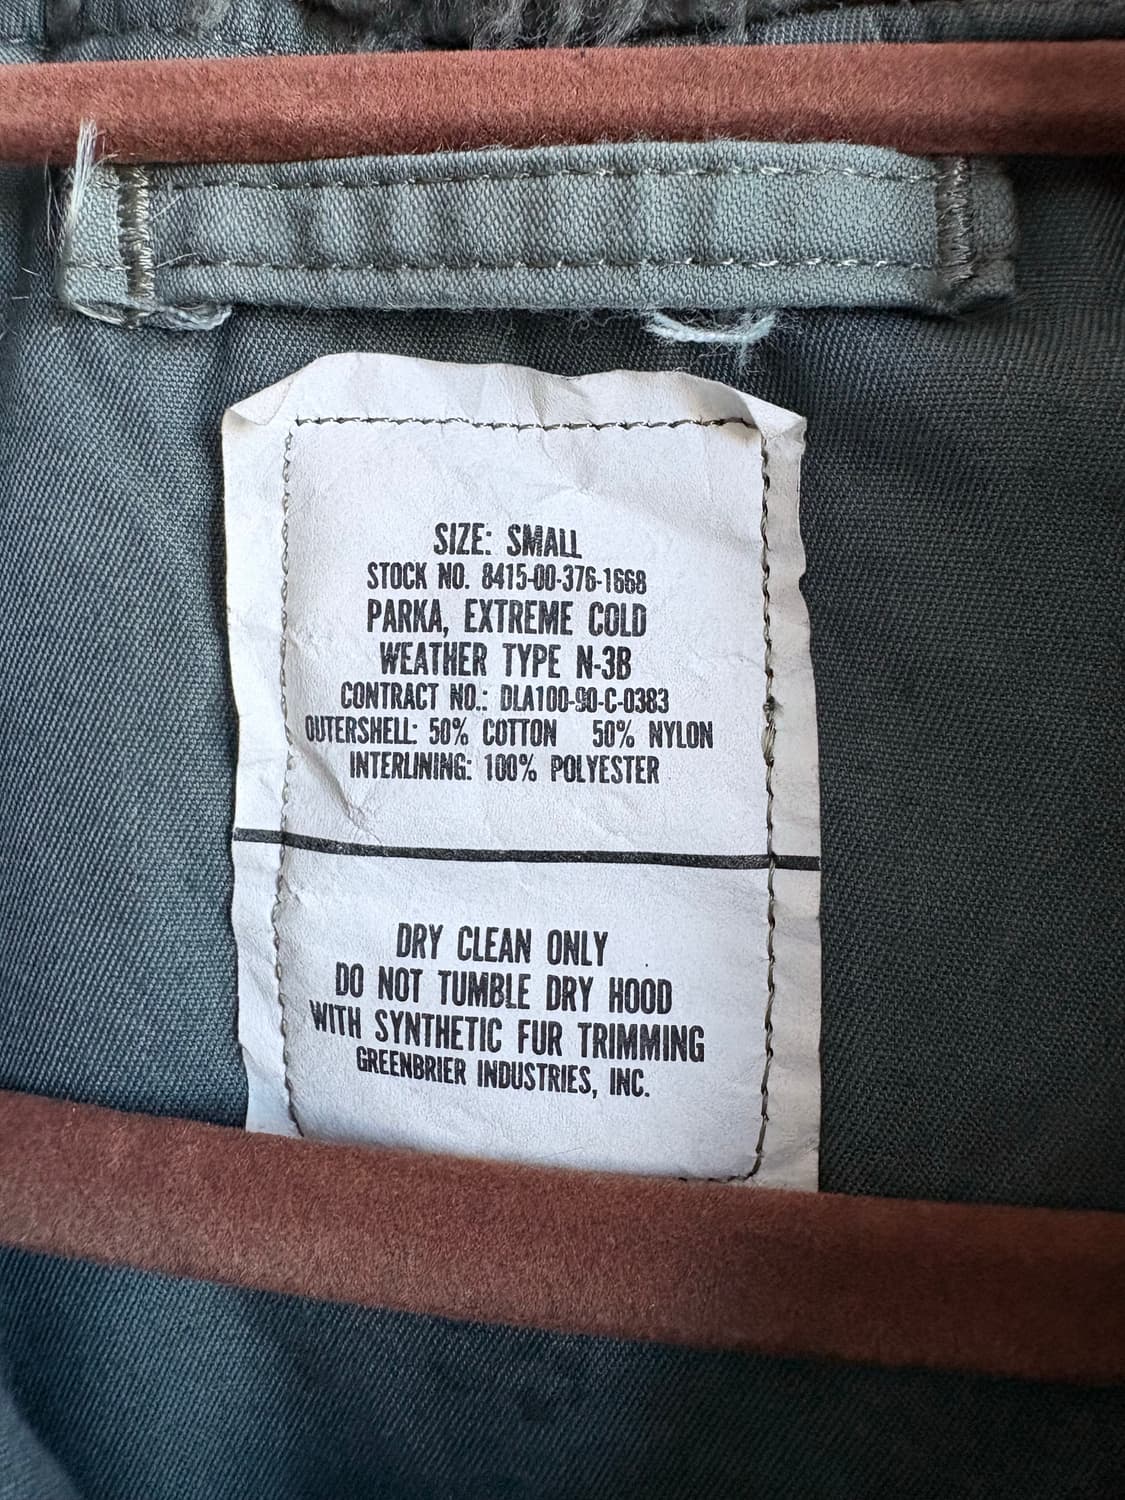 SIZE: SMALL
STOCK NO. 8415-00-376-1668
PARKA, EXTREME COLD
WEATHER TYPE N-3B
CONTRACT NO.: DLA100-90-C-0383
OUTERSHELL: 50% COTTON 50% NYLON
INTERLINING: 100% POLYESTER
DRY CLEAN ONLY
DO NOT TUMBLE DRY HOOD
WITH SYNTHETIC FUR TRIMMING
GREENBRIER INDUSTRIES, INC.